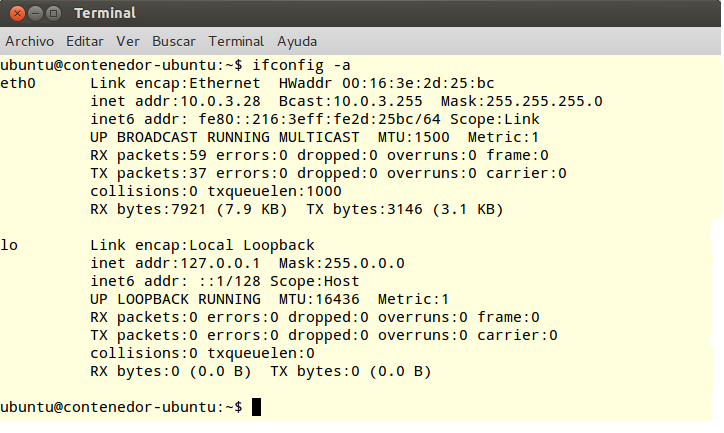 Terminal
Archivo Editar Ver Buscar Terminal Ayuda
ubuntu@contenedor-ubuntu:~$ ifconfig -a
eth0      Link encap:Ethernet  HWaddr 00:16:3e:2d:25:bc
          inet addr:10.0.3.28  Bcast:10.0.3.255  Mask:255.255.255.0
          inet6 addr: fe80::216:3eff:fe2d:25bc/64 Scope:Link
          UP BROADCAST RUNNING MULTICAST  MTU:1500  Metric:1
          RX packets:59 errors:0 dropped:0 overruns:0 frame:0
          TX packets:37 errors:0 dropped:0 overruns:0 carrier:0
          collisions:0 txqueuelen:1000
          RX bytes:7921 (7.9 KB)  TX bytes:3146 (3.1 KB)
lo        Link encap:Local Loopback
          inet addr:127.0.0.1  Mask:255.0.0.0
          inet6 addr: ::1/128 Scope:Host
          UP LOOPBACK RUNNING  MTU:16436  Metric:1
          RX packets:0 errors:0 dropped:0 overruns:0 frame:0
          TX packets:0 errors:0 dropped:0 overruns:0 carrier:0
          collisions:0 txqueuelen:0
          RX bytes:0 (0.0 B)  TX bytes:0 (0.0 B)
ubuntu@contenedor-ubuntu:~$